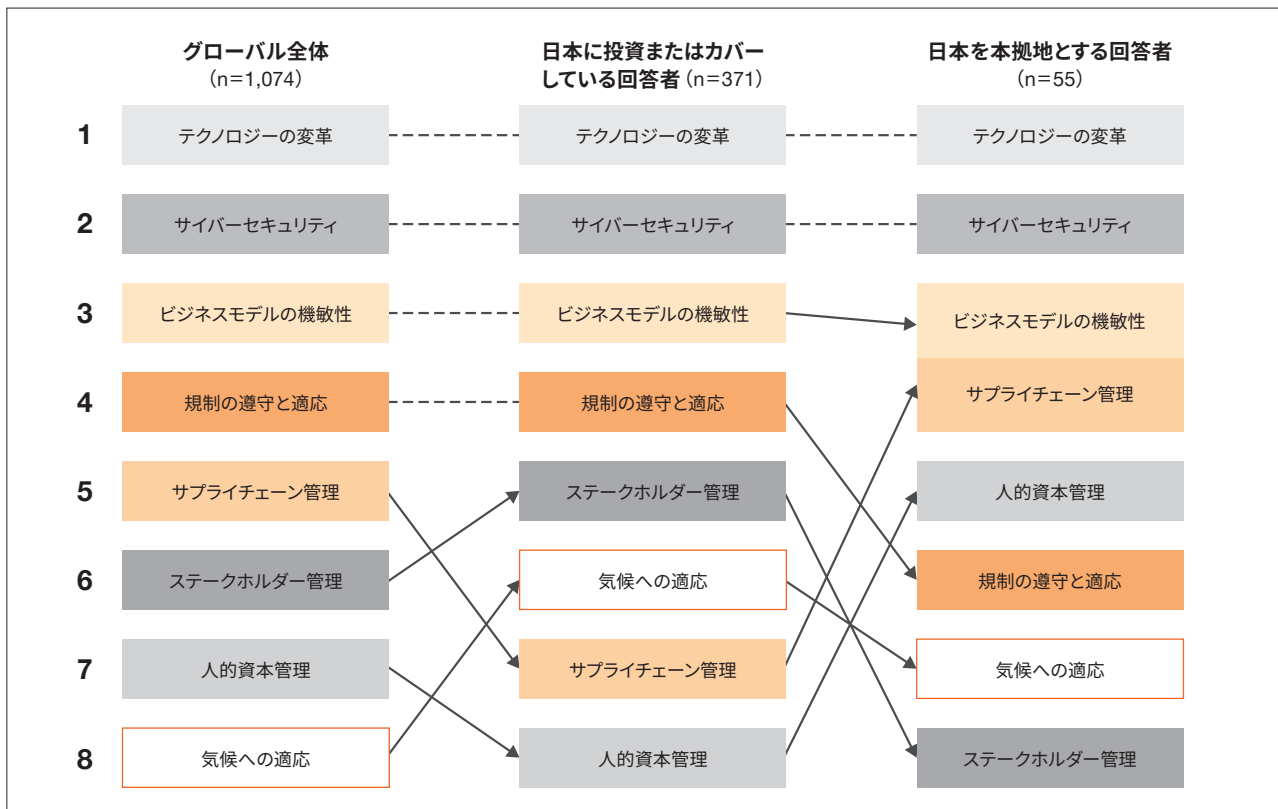 グローバル全体
(n=1,074)
日本に投資またはカバー
している回答者(n=371)
日本を本拠地とする回答者
(n=55)
1
テクノロジーの変革
テクノロジーの変革
テクノロジーの変革
2
サイバーセキュリティ
サイバーセキュリティ
サイバーセキュリティ
3
ビジネスモデルの機敏性
ビジネスモデルの機敏性
ビジネスモデルの機敏性
4
規制の遵守と適応
規制の遵守と適応
サプライチェーン管理
5
サプライチェーン管理
ステークホルダー管理
人的資本管理
6
ステークホルダー管理
気候への適応
規制の遵守と適応
7
人的資本管理
サプライチェーン管理
気候への適応
8
気候への適応
人的資本管理
ステークホルダー管理